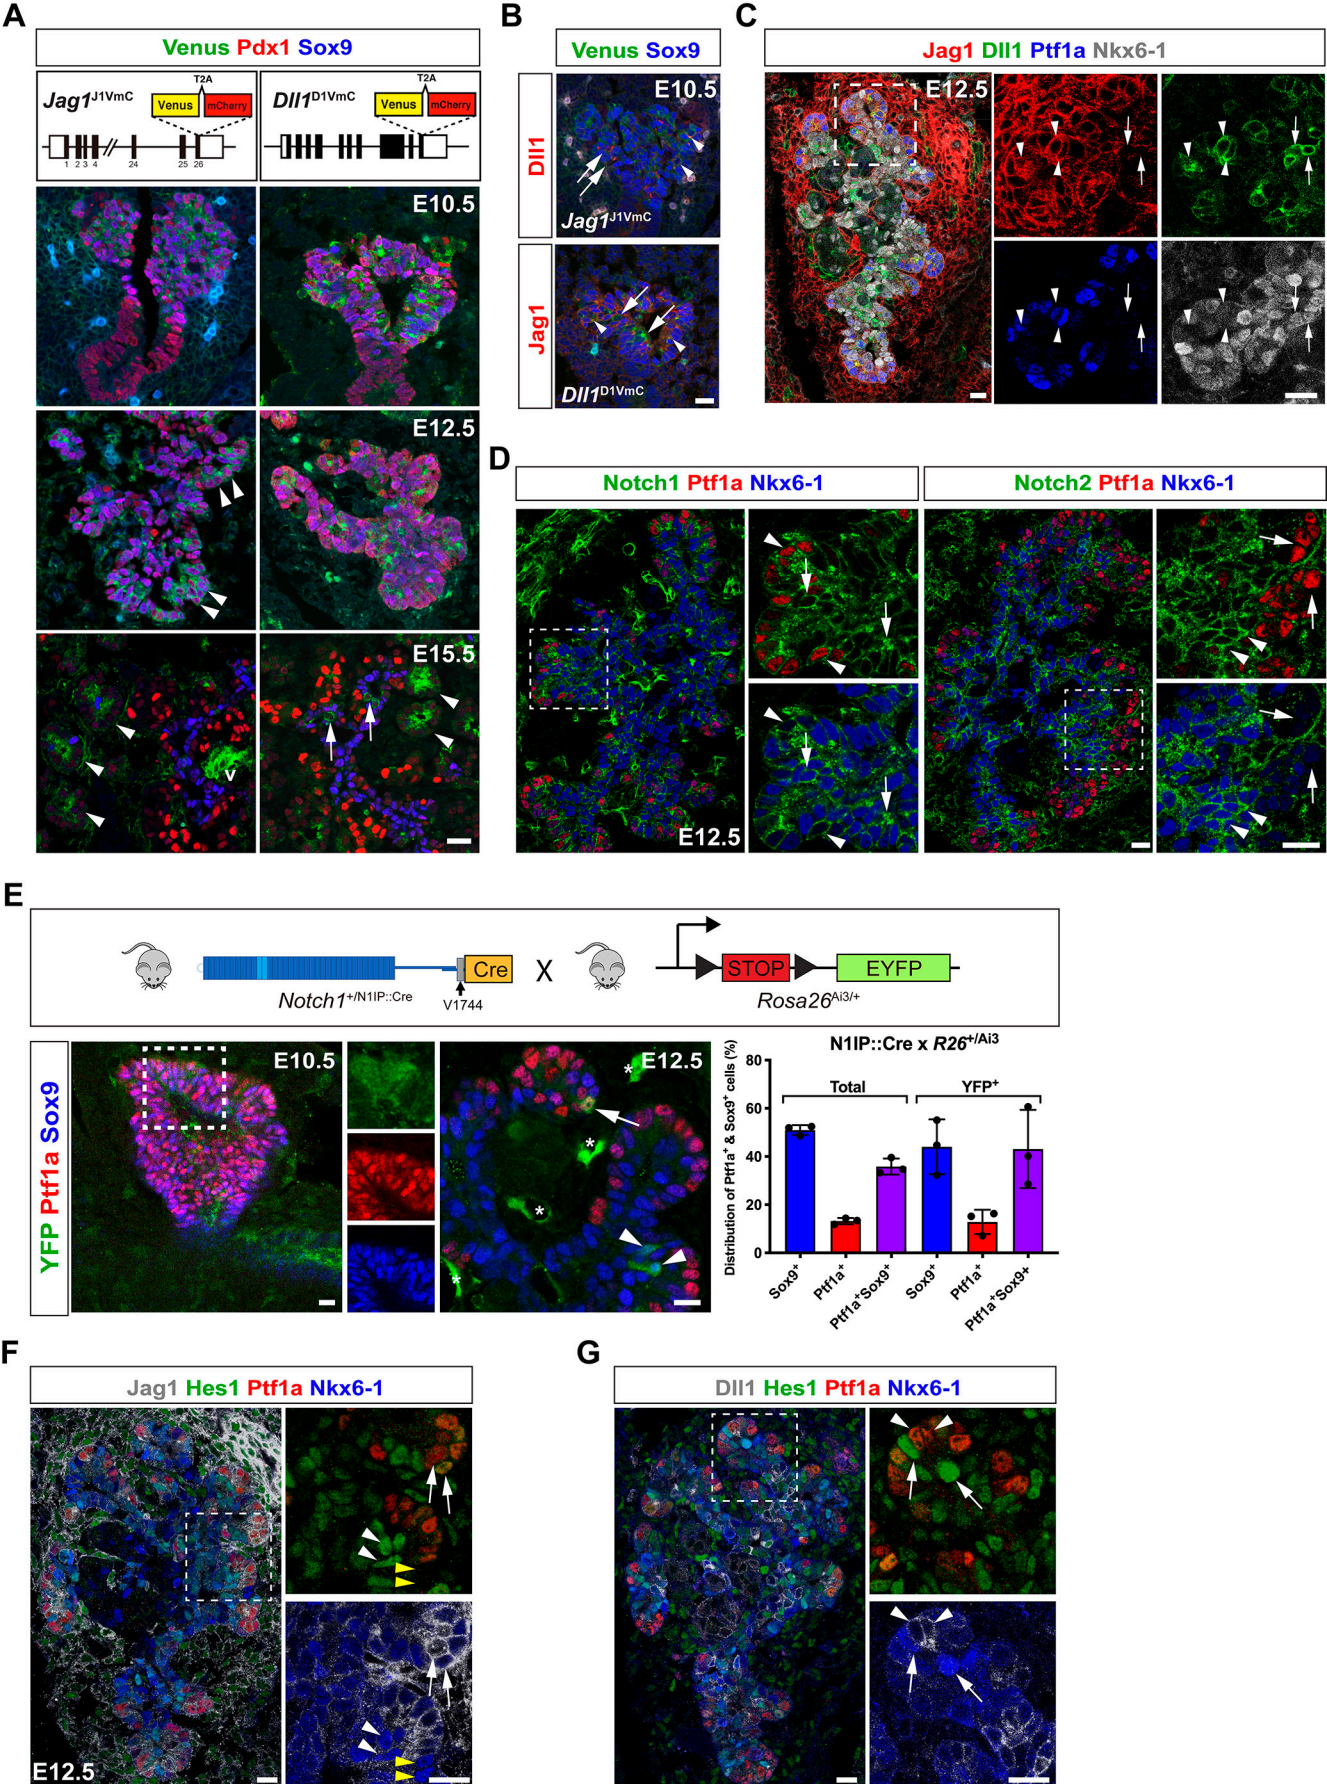 A
Venus Pdx1 Sox9
Jag1J1VmC
T2A
Venus
mCherry
1 2 3 4 24 25 26
Dll1D1VmC
T2A
Venus
mCherry
E10.5
E12.5
E15.5
V
B
Venus Sox9
Dll1
E10.5
Jag1J1VmC
Jag1
Dll1D1VmC
C
Jag1 Dll1 Ptf1a Nkx6-1
E12.5
D
Notch1 Ptf1a Nkx6-1
Notch2 Ptf1a Nkx6-1
E12.5
E
Cre
Notch1+/N1IP::Cre
V1744
X
STOP
EYFP
Rosa26Ai3/+
YFP Ptf1a Sox9
E10.5
E12.5
*
*
*
*
N1IP::Cre x R26+/Ai3
Distribution of Ptf1a+ & Sox9+ cells (%)
80
60
40
20
0
Total
YFP+
Sox9+
Ptf1a+
Ptf1a+Sox9+
Sox9+
Ptf1a+
Ptf1a+Sox9+
F
Jag1 Hes1 Ptf1a Nkx6-1
E12.5
G
Dll1 Hes1 Ptf1a Nkx6-1